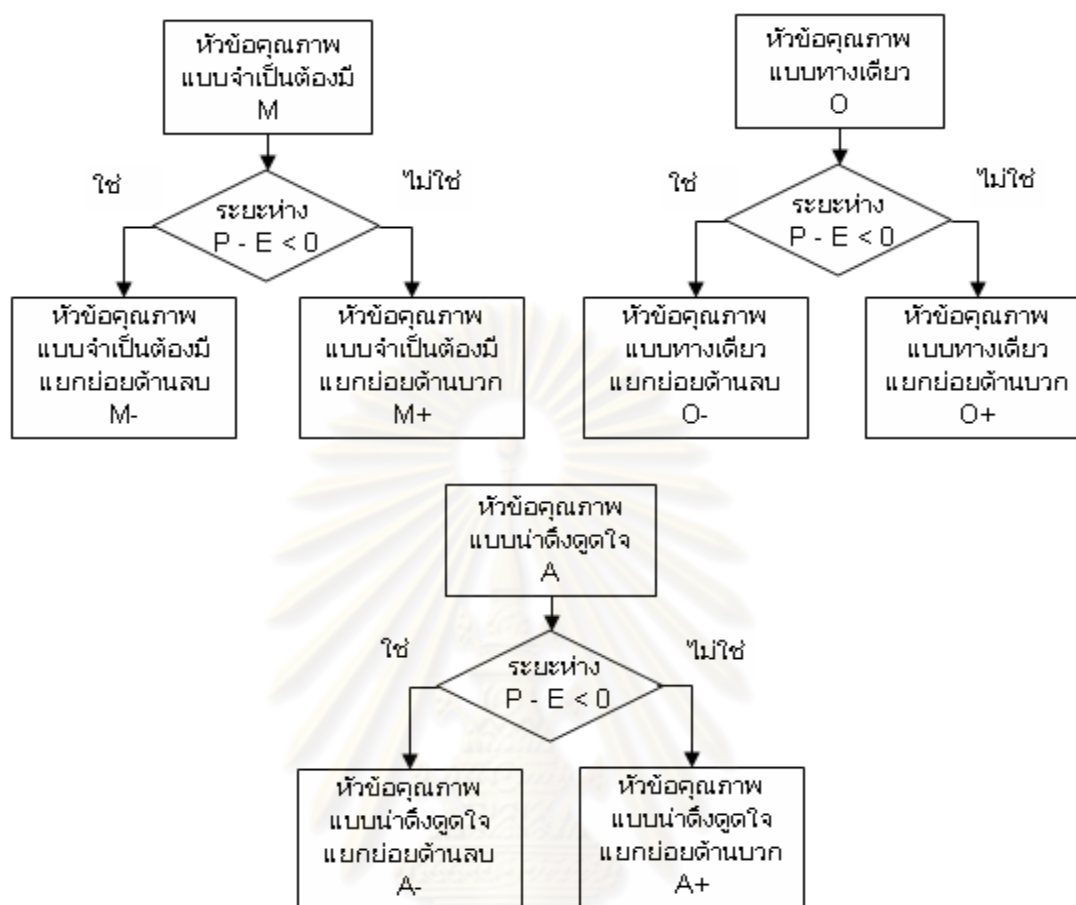 หัวข้อคุณภาพ
แบบจำเป็นต้องมี
M
ใช่
ไม่ใช่
ระยะห่าง
P - E < 0
หัวข้อคุณภาพ
แบบจำเป็นต้องมี
แยกย่อยด้านลบ
M-
หัวข้อคุณภาพ
แบบจำเป็นต้องมี
แยกย่อยด้านบวก
M+
หัวข้อคุณภาพ
แบบทางเดียว
O
ใช่
ไม่ใช่
ระยะห่าง
P - E < 0
หัวข้อคุณภาพ
แบบทางเดียว
แยกย่อยด้านลบ
O-
หัวข้อคุณภาพ
แบบทางเดียว
แยกย่อยด้านบวก
O+
หัวข้อคุณภาพ
แบบน่าดึงดูดใจ
A
ใช่
ไม่ใช่
ระยะห่าง
P - E < 0
หัวข้อคุณภาพ
แบบน่าดึงดูดใจ
แยกย่อยด้านลบ
A-
หัวข้อคุณภาพ
แบบน่าดึงดูดใจ
แยกย่อยด้านบวก
A+